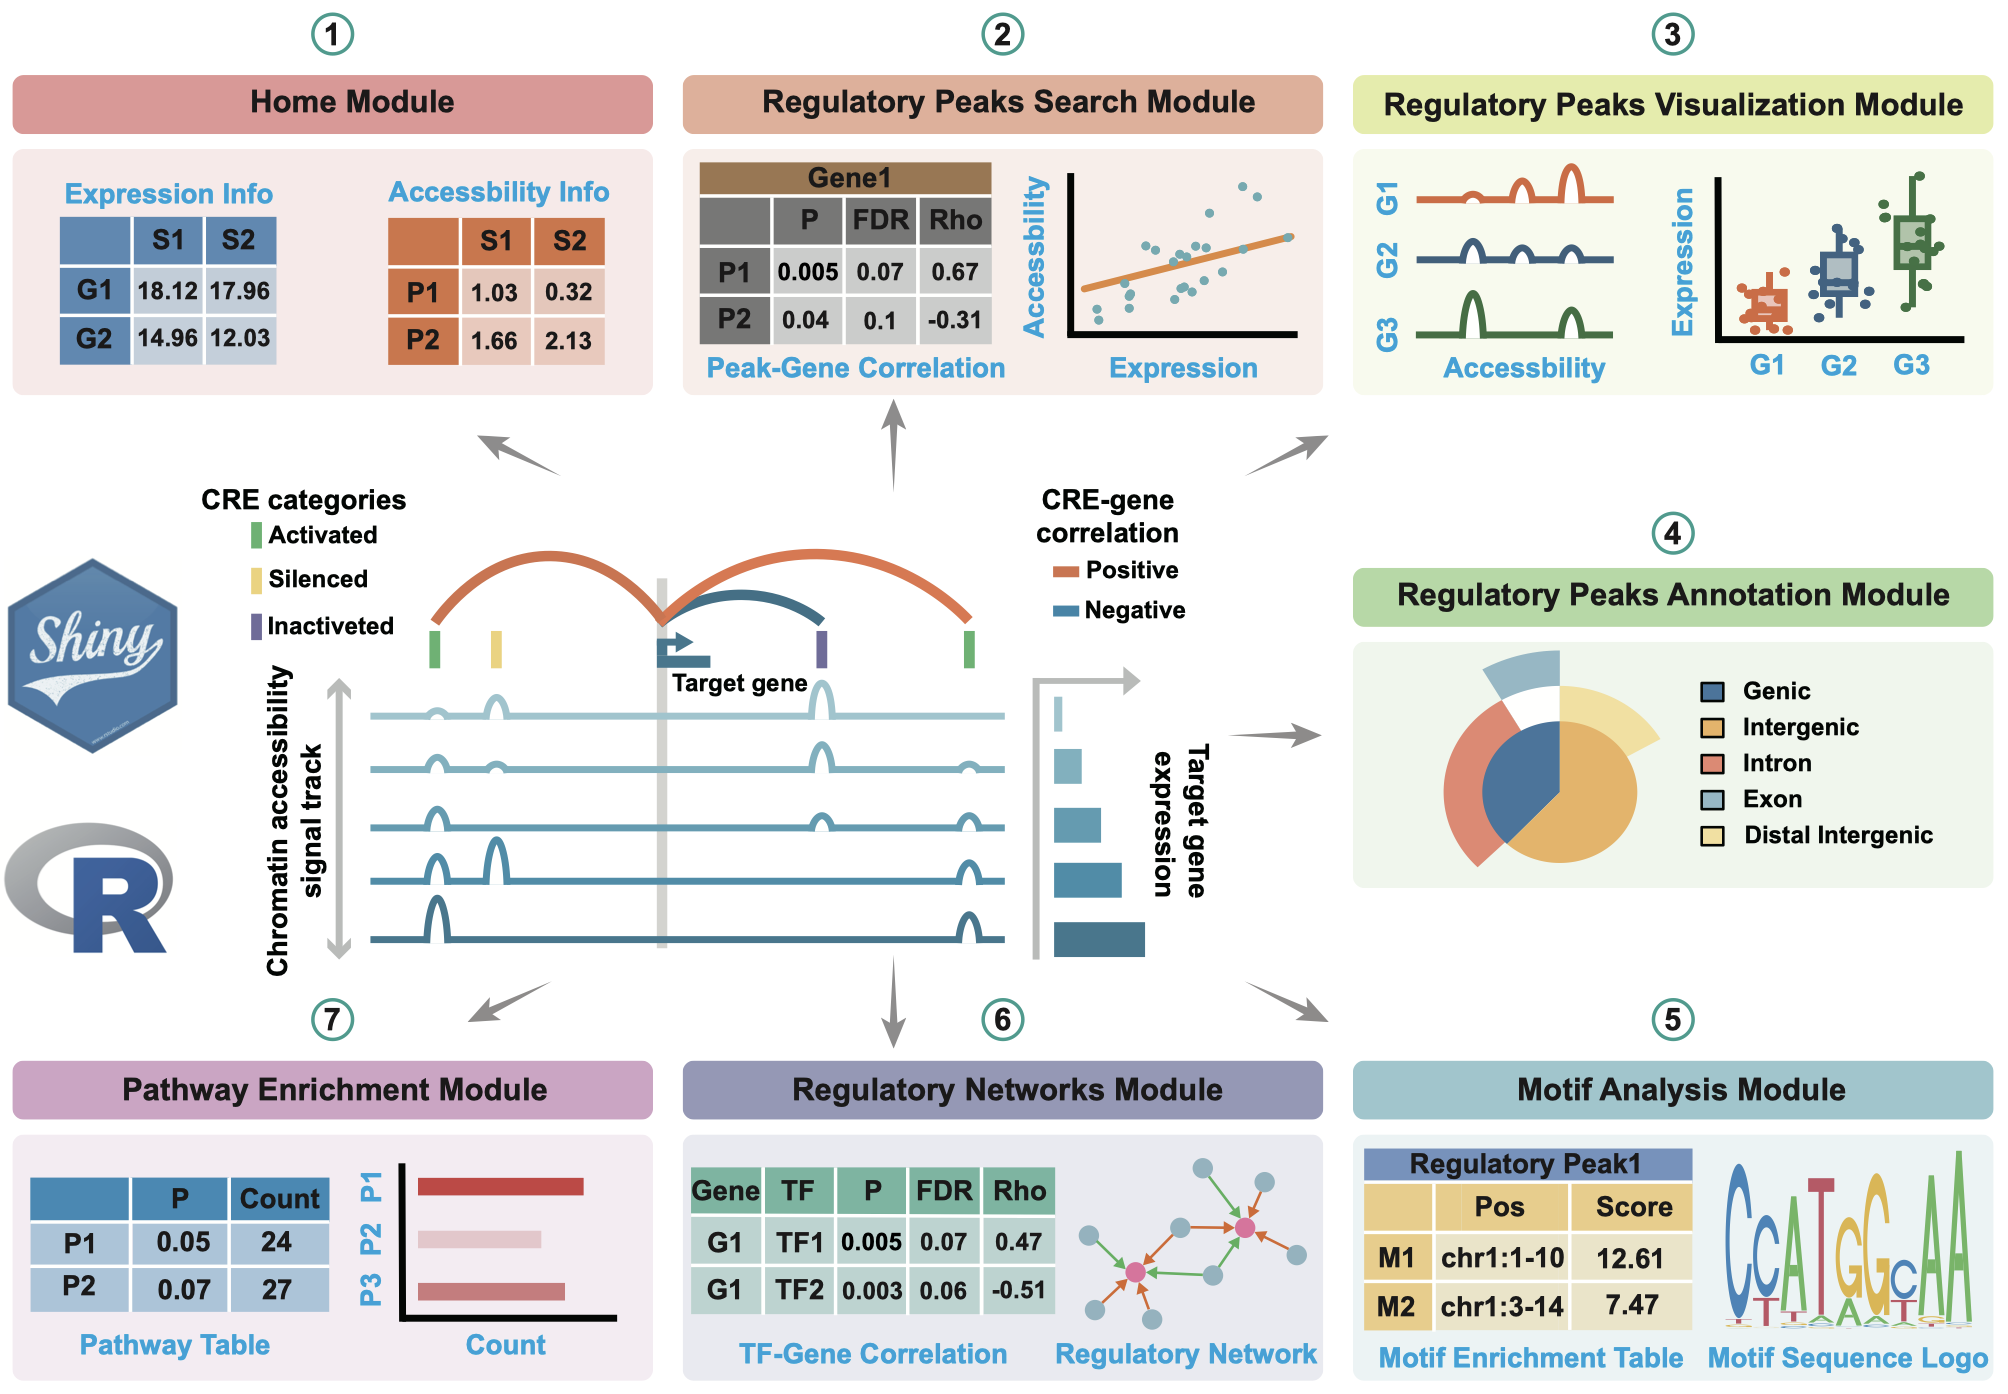 1
Home Module
Expression Info
S1 S2
G1 18.12 17.96
G2 14.96 12.03
Accessbility Info
S1 S2
P1 1.03 0.32
P2 1.66 2.13
2
Regulatory Peaks Search Module
Gene1
P FDR Rho
P1 0.005 0.07 0.67
P2 0.04 0.1 -0.31
Peak-Gene Correlation
Accessbility
Expression
3
Regulatory Peaks Visualization Module
G1
G2
G3
Accessbility
Expression
G1 G2 G3
CRE categories
Activated
Silenced
Inactiveted
CRE-gene
correlation
Positive
Negative
Shiny
Target gene
Chromatin accessibility
signal track
Target gene
expression
R
4
Regulatory Peaks Annotation Module
Genic
Intergenic
Intron
Exon
Distal Intergenic
7
Pathway Enrichment Module
P Count
P1 0.05 24
P2 0.07 27
Pathway Table
P1
P2
P3
Count
6
Regulatory Networks Module
Gene TF P FDR Rho
G1 TF1 0.005 0.07 0.47
G1 TF2 0.003 0.06 -0.51
TF-Gene Correlation
Regulatory Network
5
Motif Analysis Module
Regulatory Peak1
Pos Score
M1 chr1:1-10 12.61
M2 chr1:3-14 7.47
Motif Enrichment Table
CCATGGCAA
Motif Sequence Logo